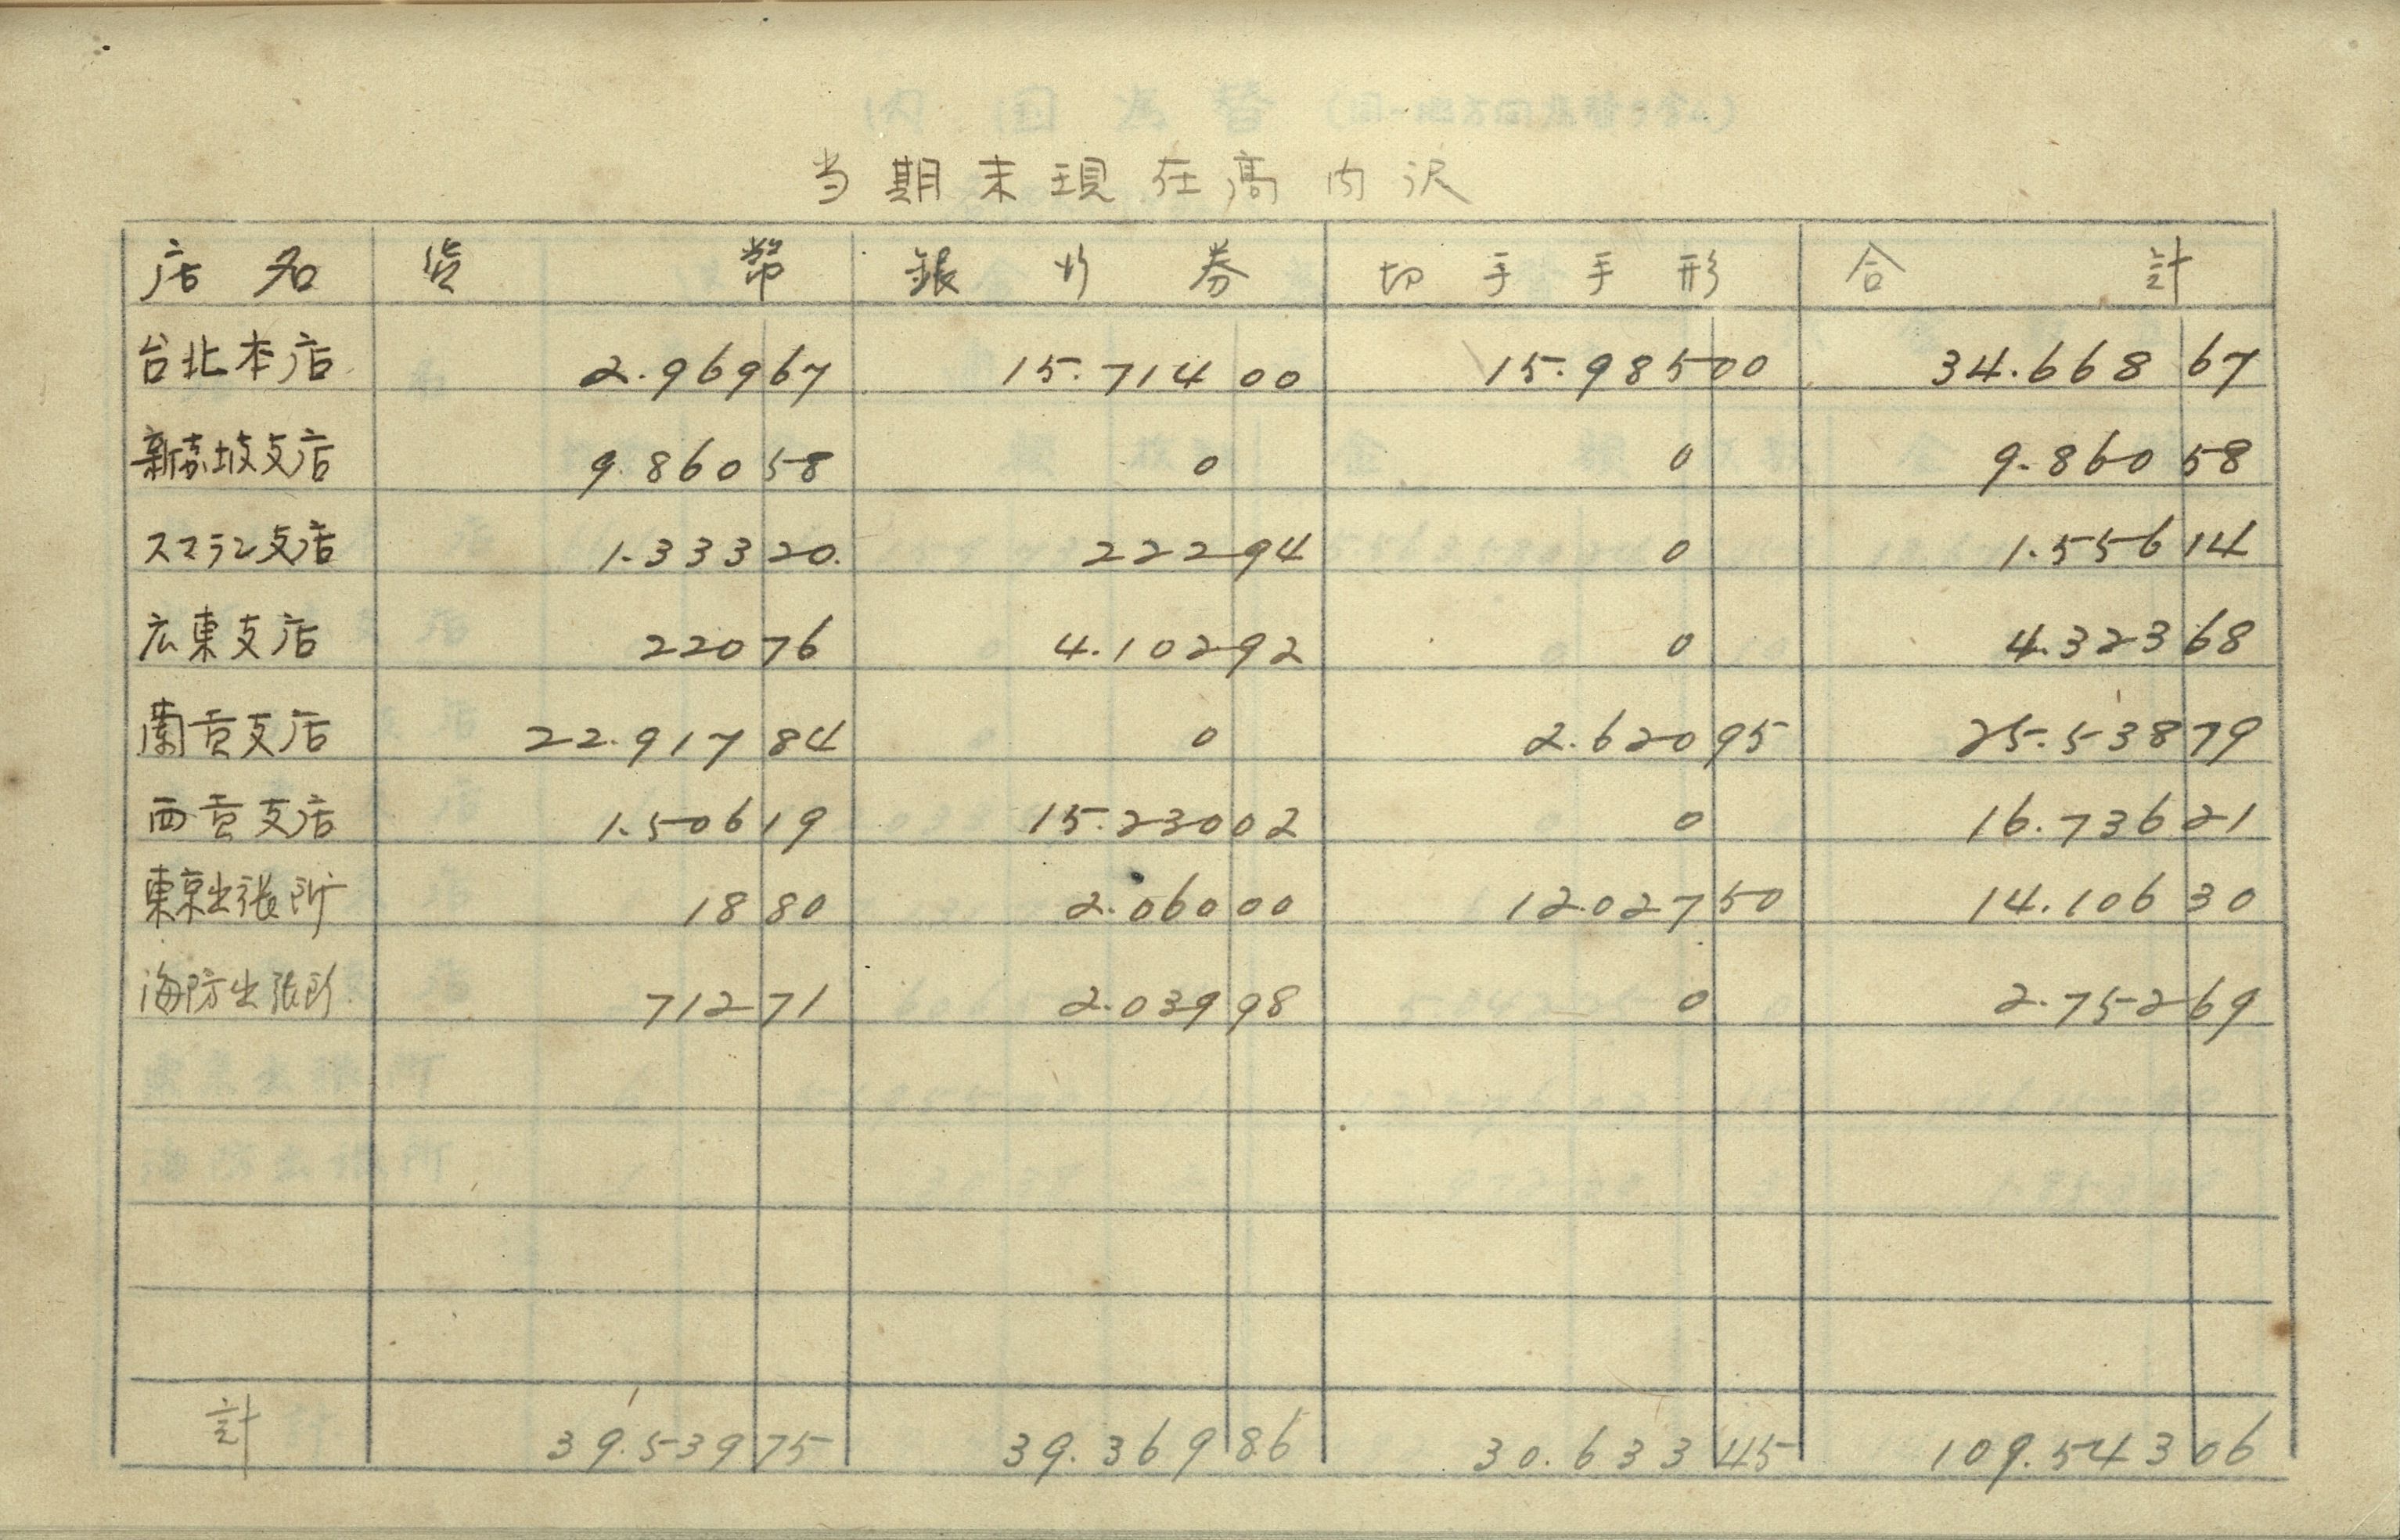 当期末現在高内訳
店名 貨幣 銀行券 切手手形 合計
台北本店 2.969 67 15.714 00 15.985 00 34.668 67
新嘉坡支店 9.860 58 0 0 9.860 58
スマラン支店 1.333 20 222 94 0 1.556 14
広東支店 220 76 4.102 92 0 4.323 68
蘭貢支店 22.917 84 0 2.620 95 25.538 79
西貢支店 1.506 19 15.230 02 0 16.736 21
東京出張所 18 80 2.060 00 12.027 50 14.106 30
海防出張所 712 71 2.039 98 0 2.752 69
計 39.539 75 39.369 86 30.633 45 109.543 06